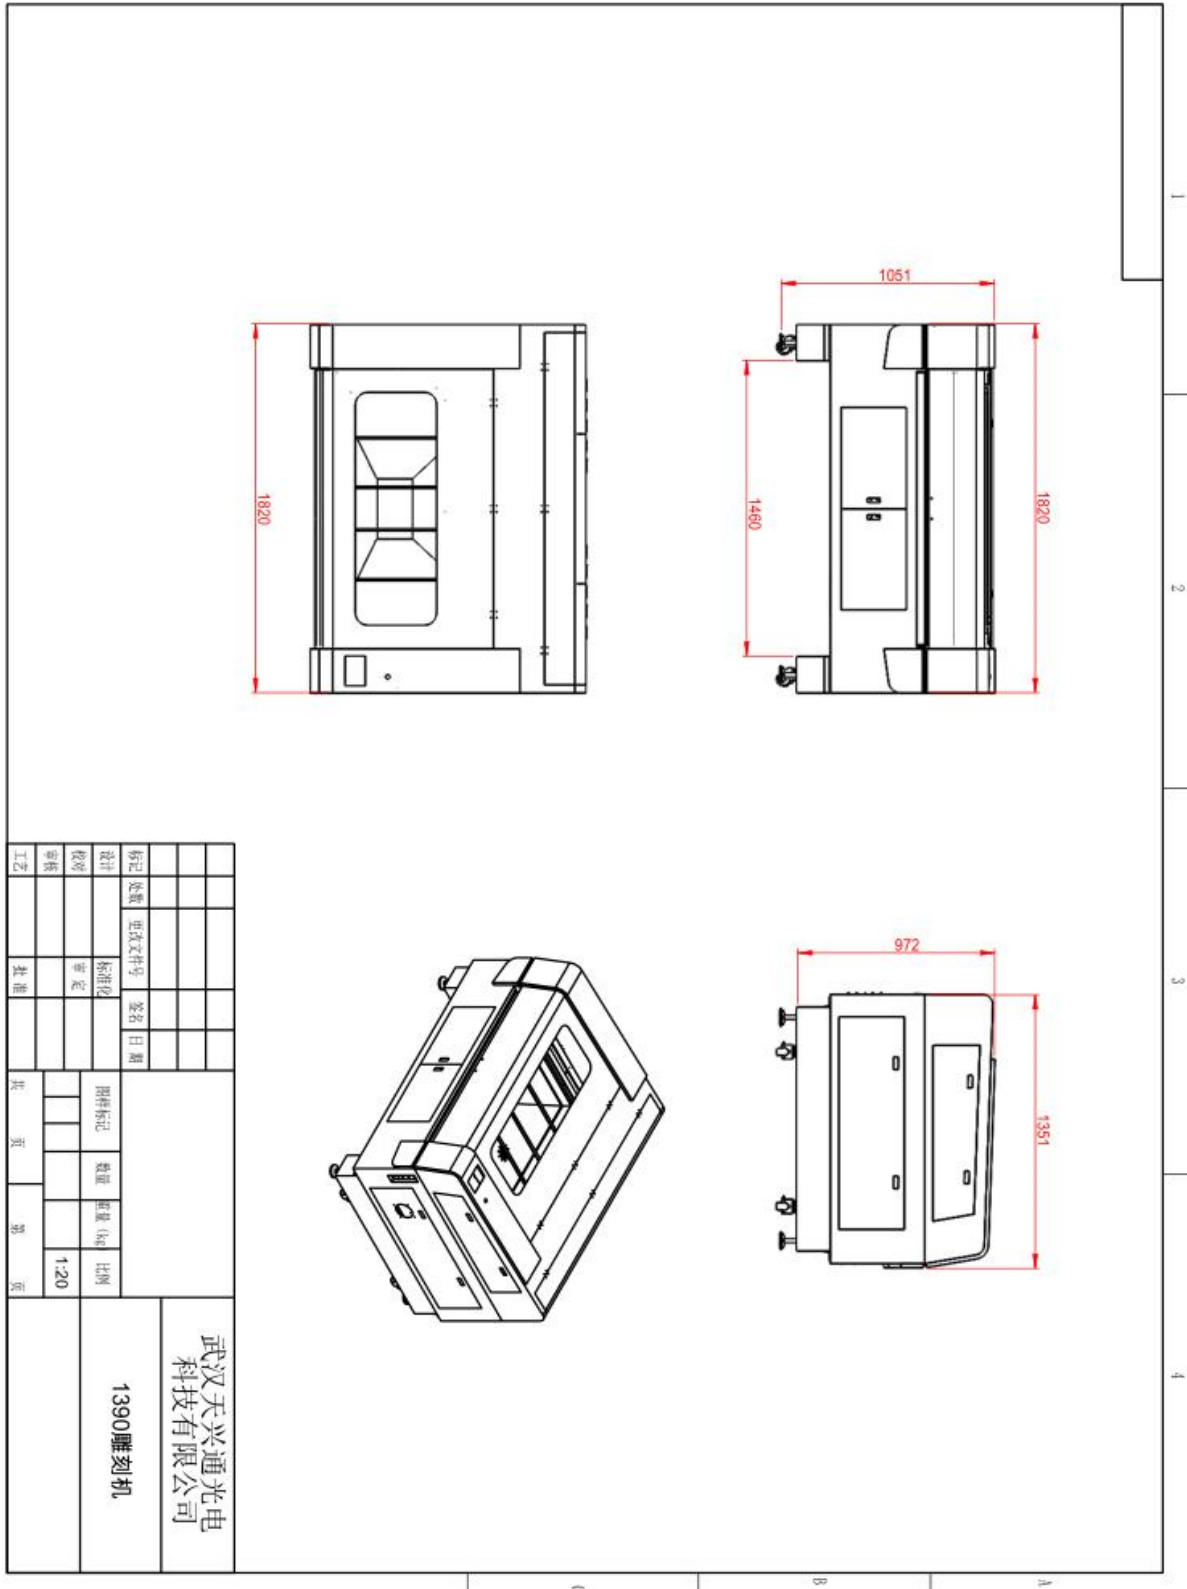 1
2
3
4
A
B
1051
1820
1460
1820
972
1351
标记 处数 更改文件号 签名 日期
设计 标准化
校对 审定
审核
工艺 批准
图样标记 数量 重量(kg) 比例
1:20
共 页 第 页
武汉天兴通光电
科技有限公司
1390雕刻机